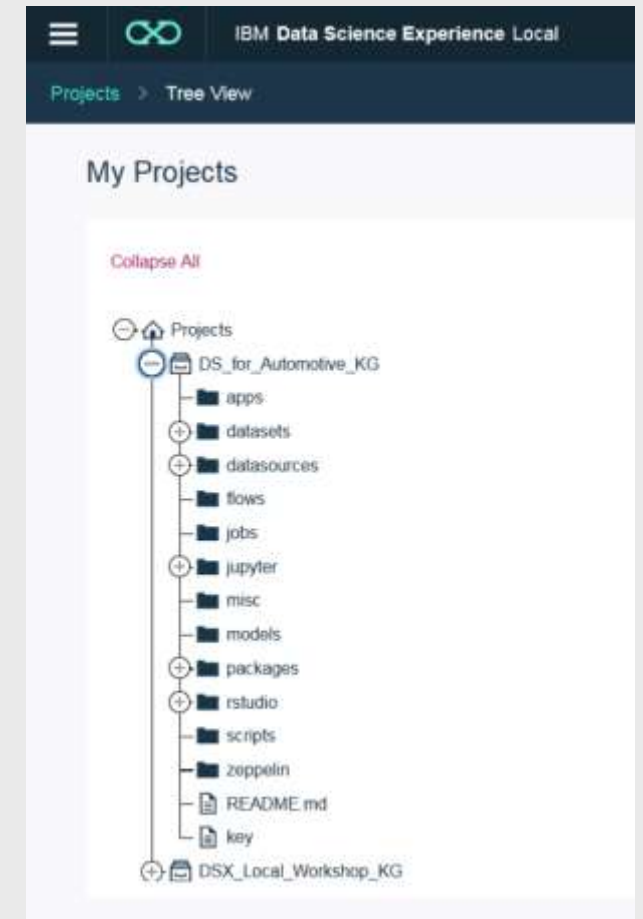 IBM Data Science Experience Local
Projects > Tree View
My Projects
Collapse All
Projects
DS_for_Automotive_KG
apps
datasets
datasources
flows
jobs
jupyter
misc
models
packages
rstudio
scripts
zeppelin
README.md
key
DSX_Local_Workshop_KG